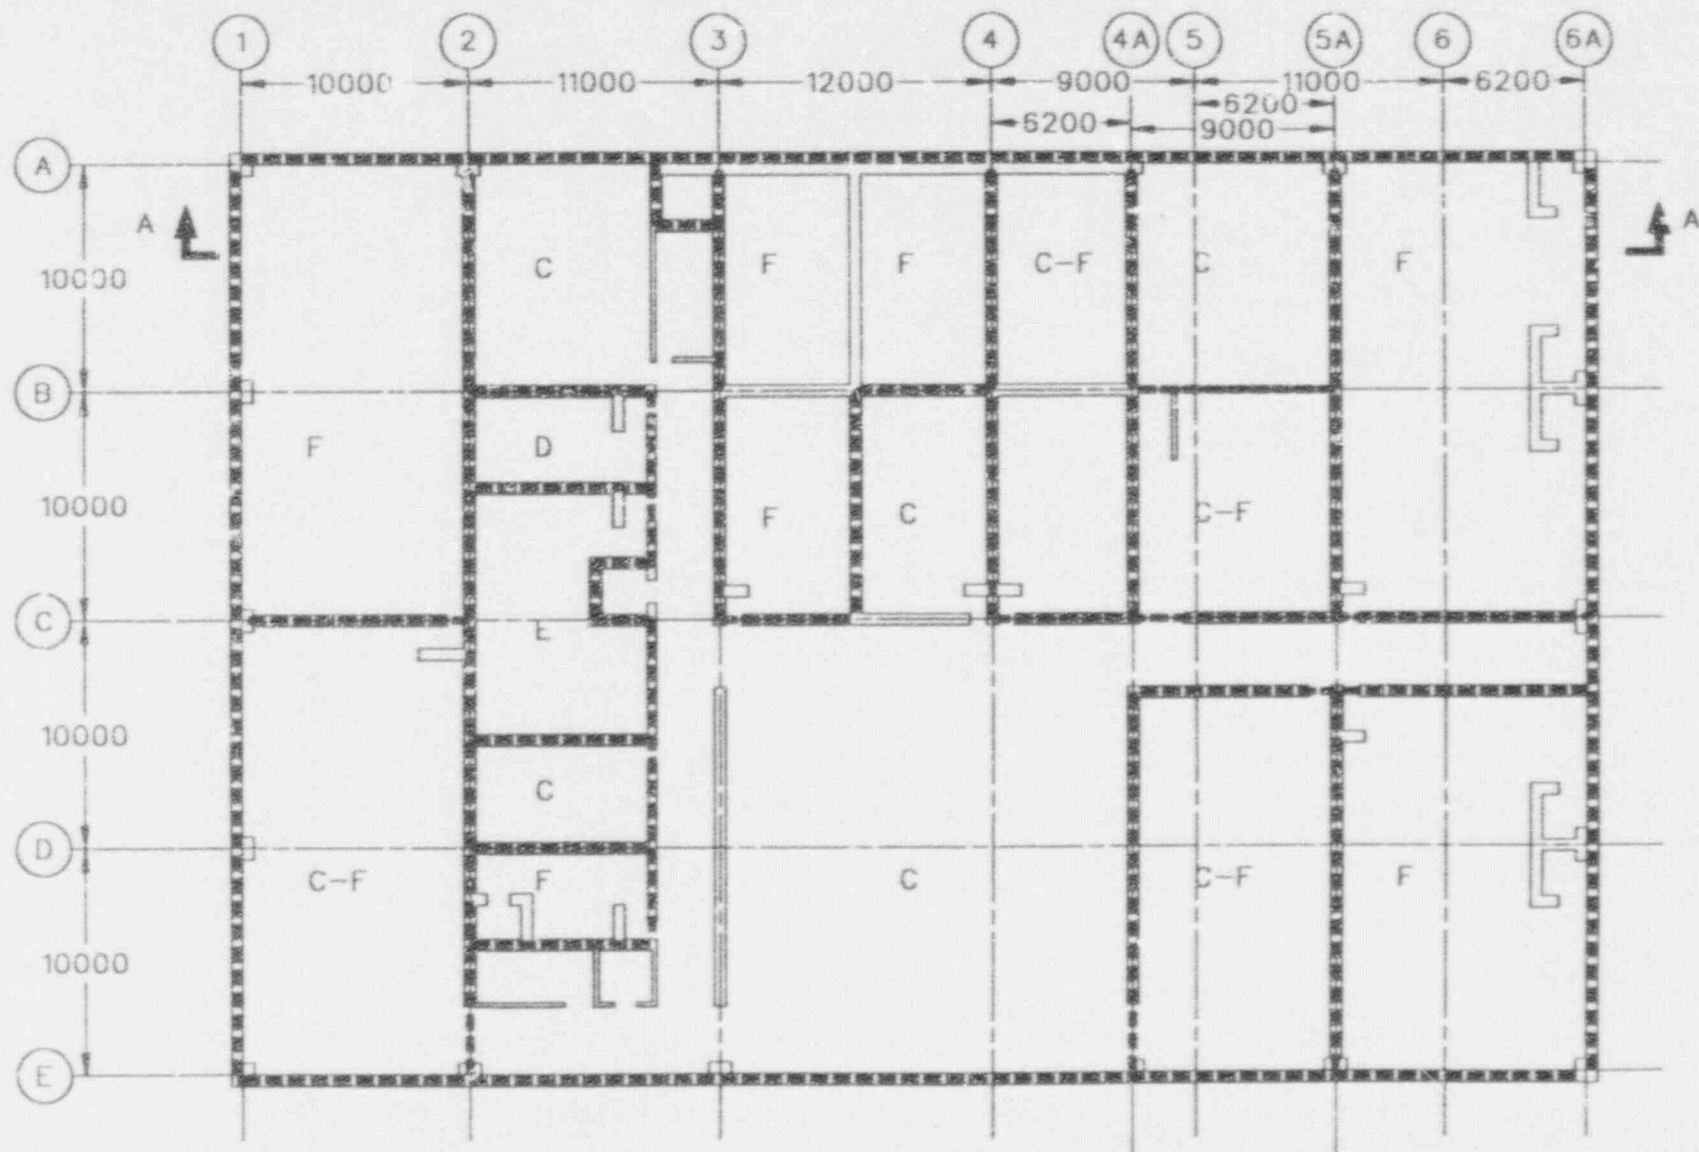 1 2 3 4 4A 5 5A 6 6A
10000 11000 12000 9000 11000 6200
6200
6200 9000
A
A A
10000
C F F C-F C F
B
F D
10000
F C C-F
C
E
10000
C
D
C-F F C C-F F
10000
E